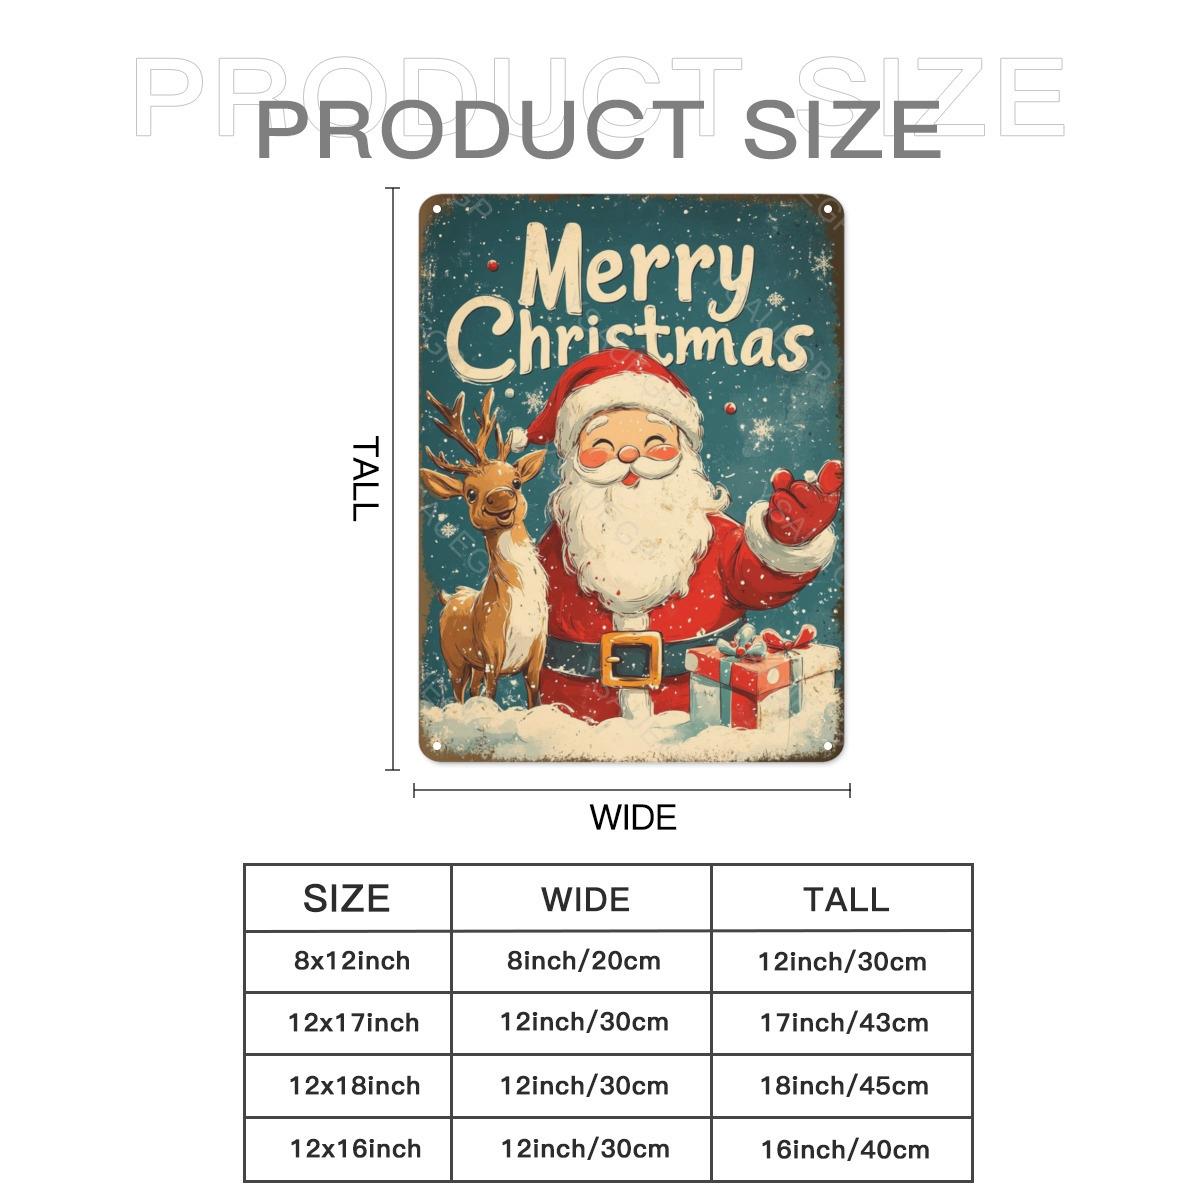 PRODUCT SIZE
PRODUCT SIZE
Merry
Christmas
TALL
WIDE
SIZE WIDE TALL
8x12inch 8inch/20cm 12inch/30cm
12x17inch 12inch/30cm 17inch/43cm
12x18inch 12inch/30cm 18inch/45cm
12x16inch 12inch/30cm 16inch/40cm